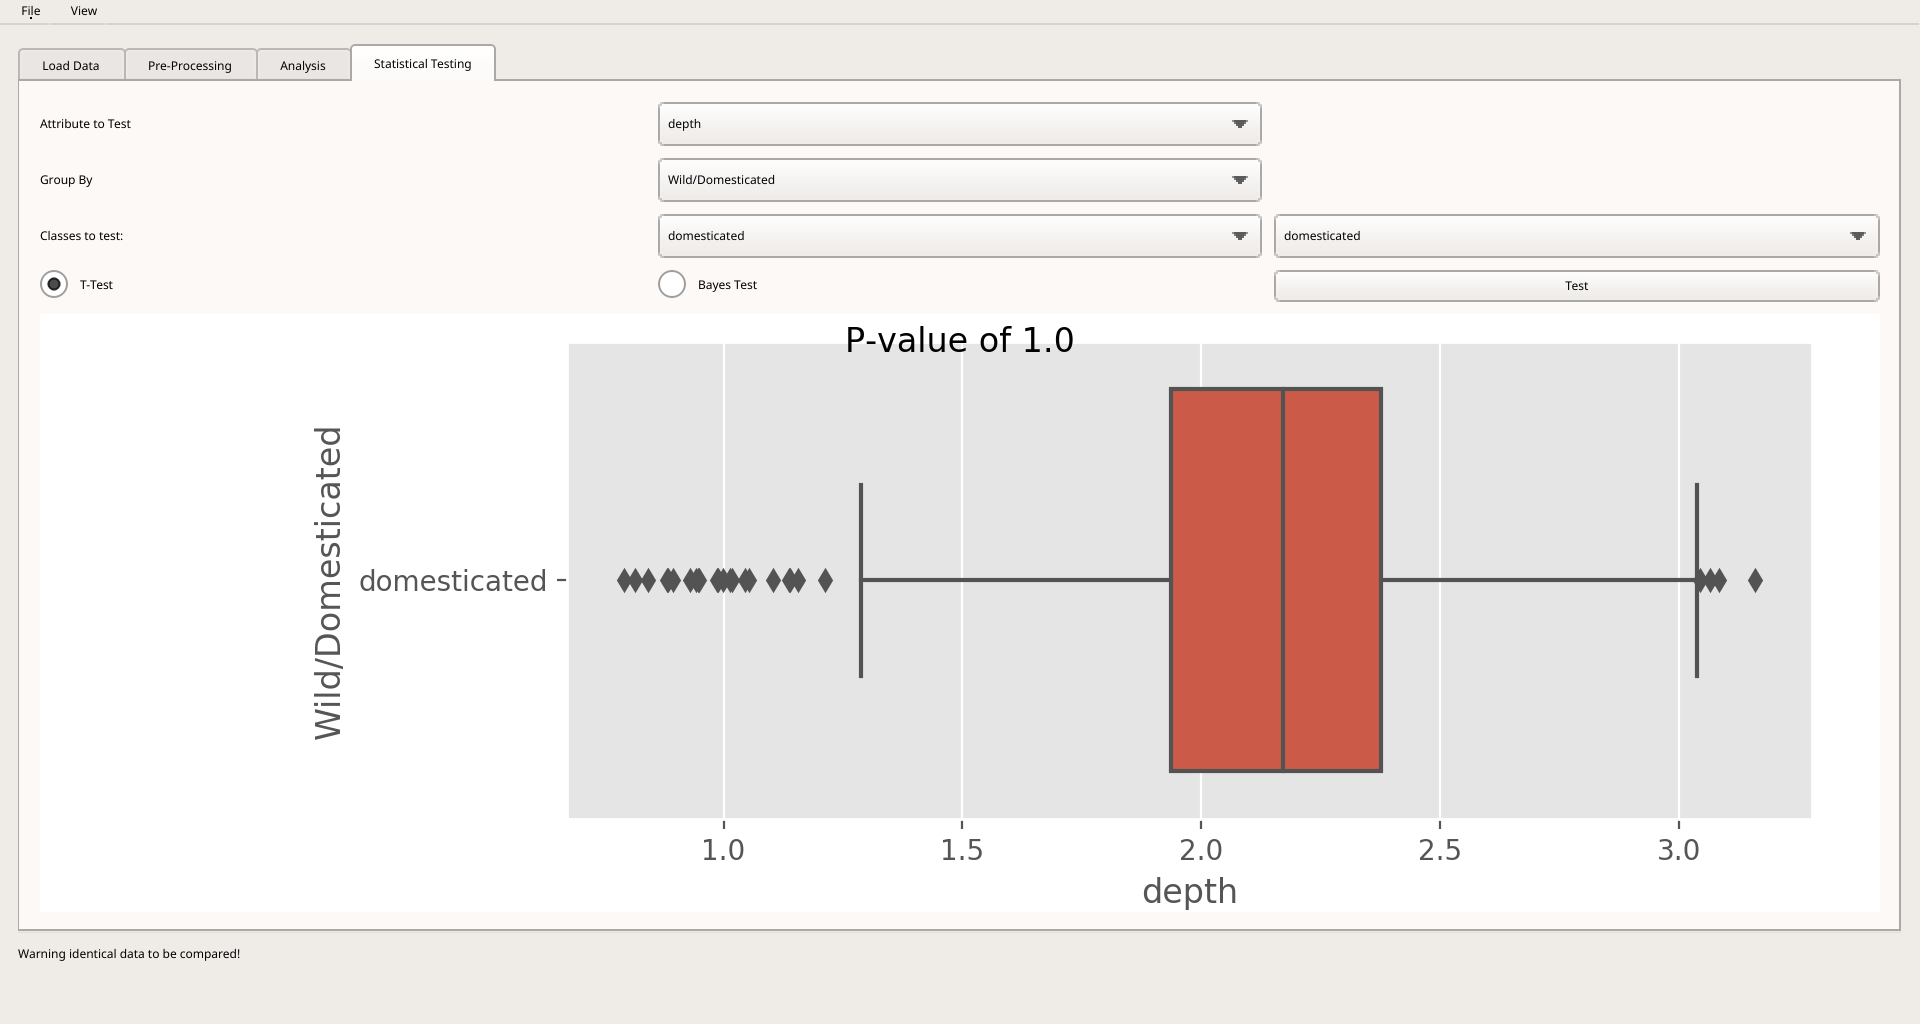 File View
Load Data Pre-Processing Analysis Statistical Testing
Attribute to Test depth
Group By Wild/Domesticated
Classes to test: domesticated domesticated
T-Test Bayes Test Test
P-value of 1.0
Wild/Domesticated
domesticated
1.0 1.5 2.0 2.5 3.0
depth
Warning identical data to be compared!